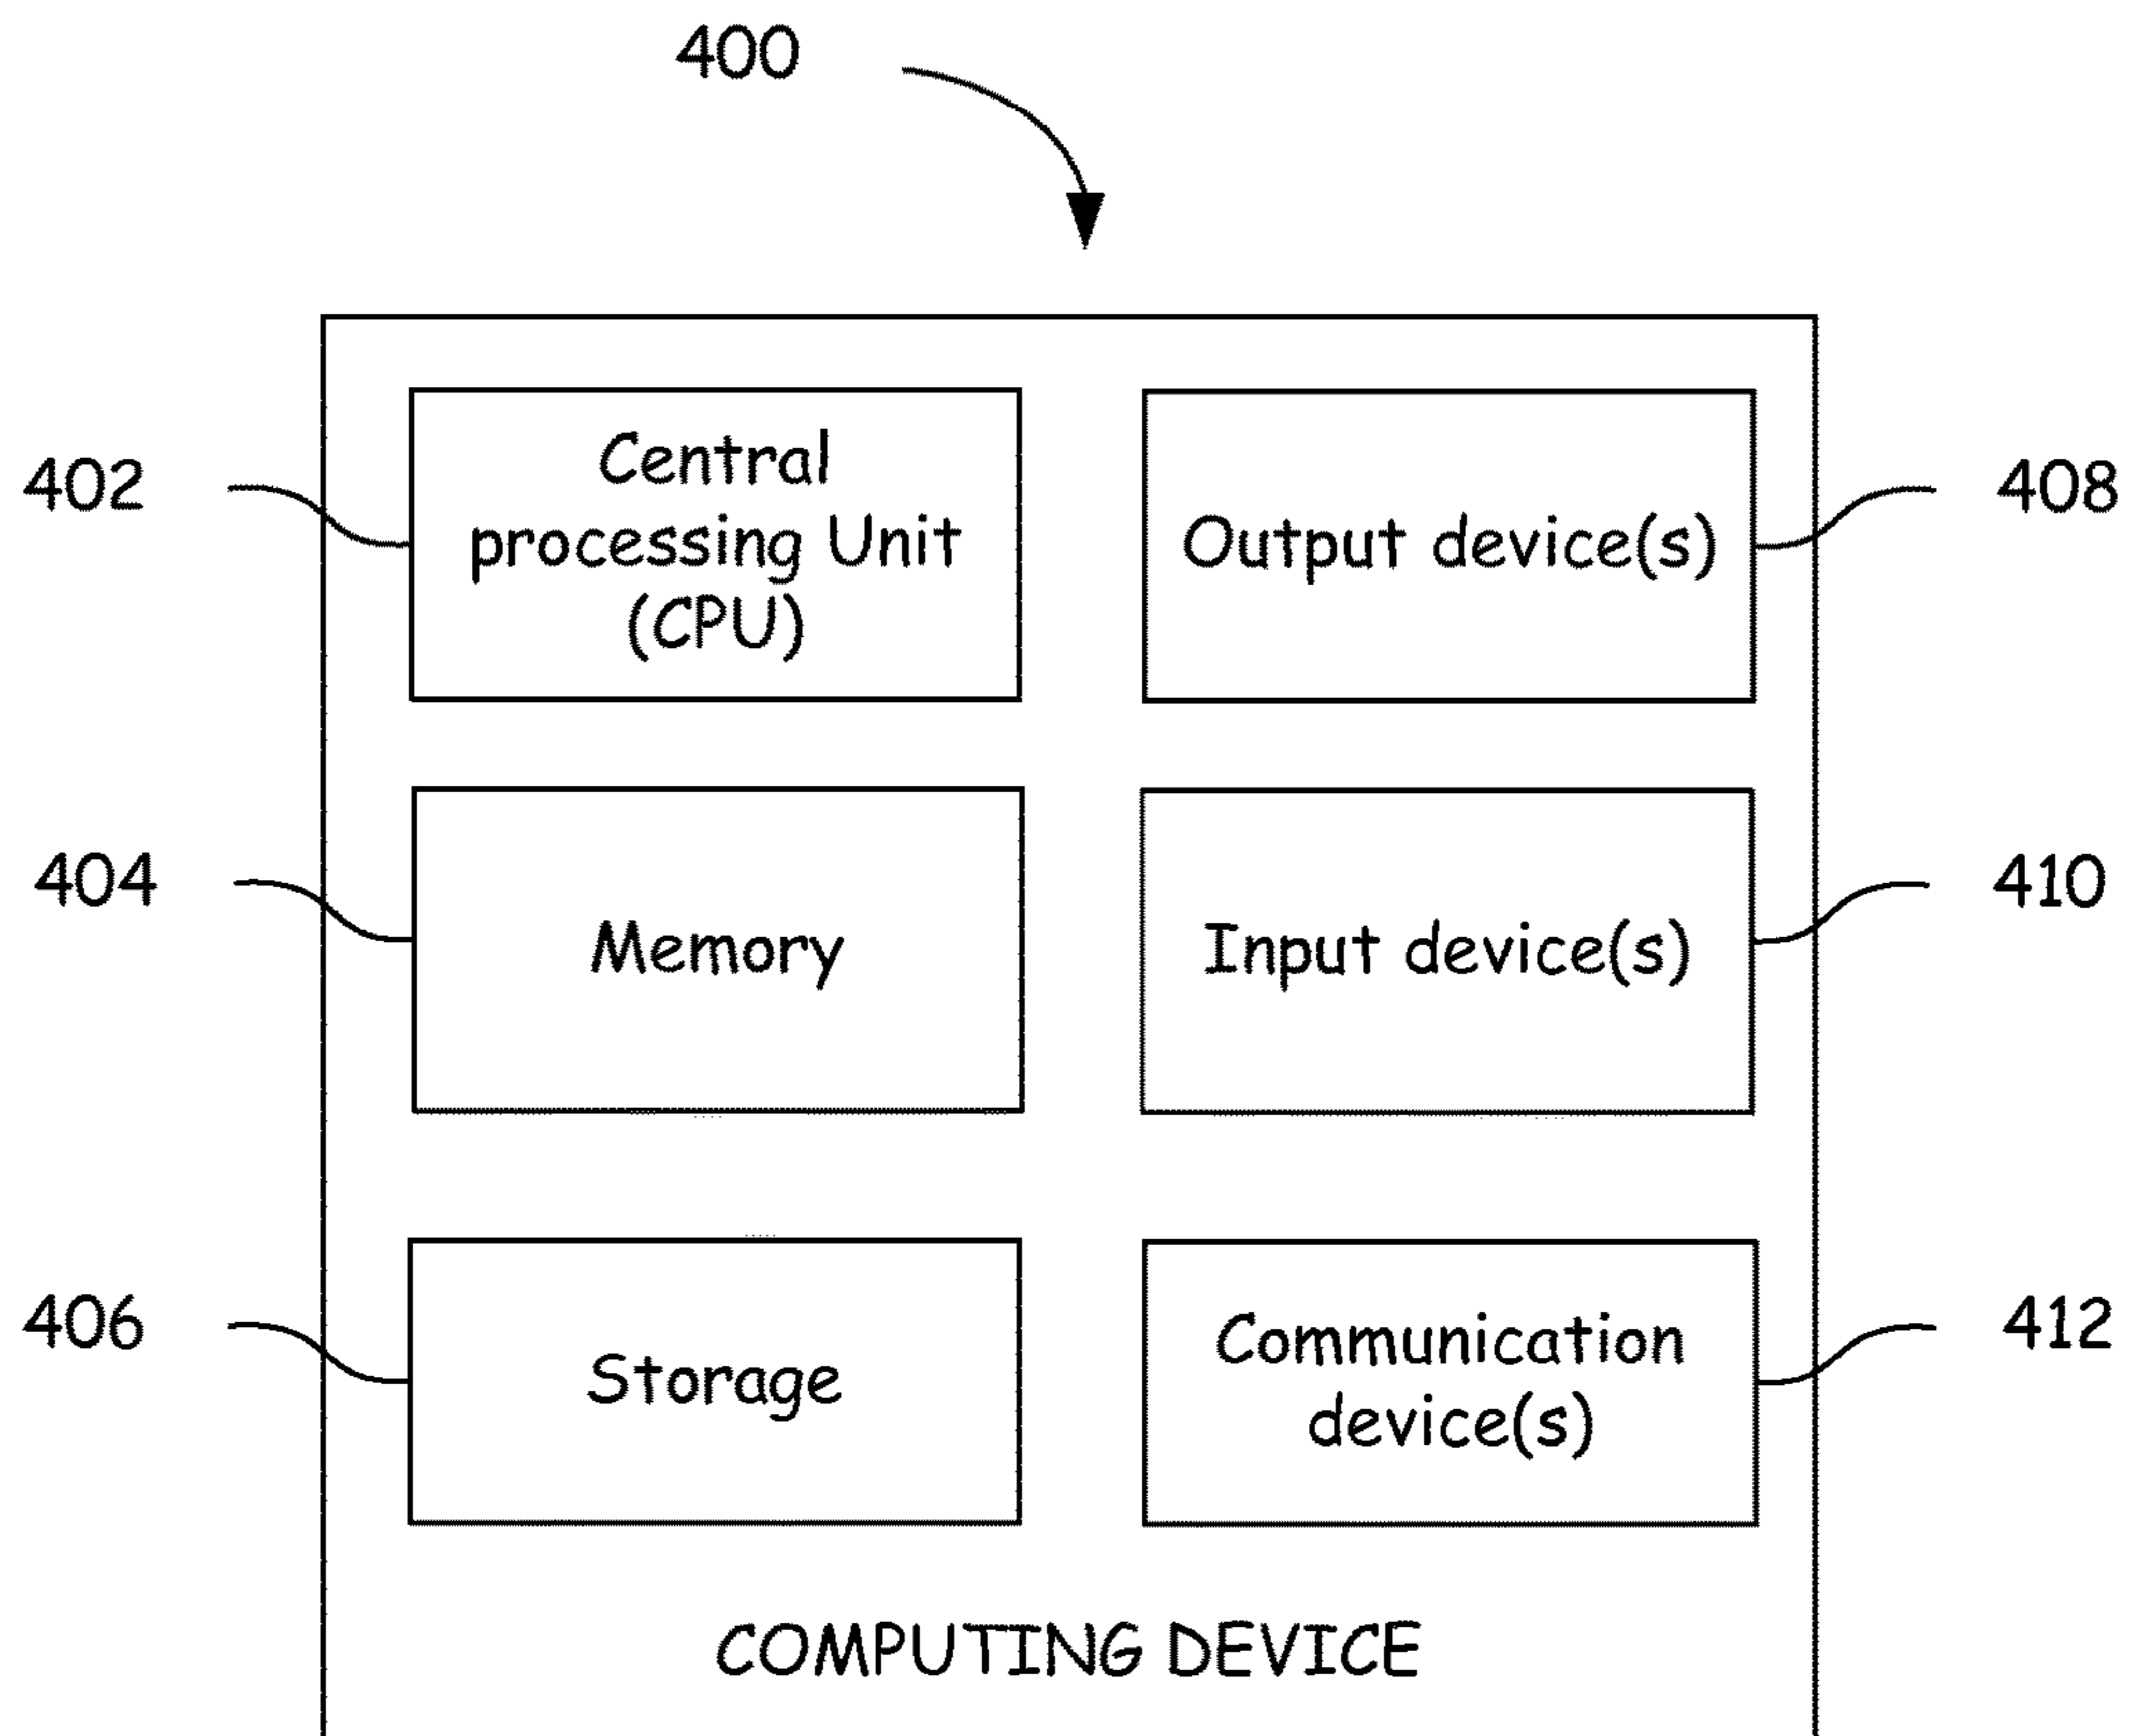 400
402
Central
processing Unit
(CPU)
Output device(s)
408
404
Memory
Input device(s)
410
406
Storage
Communication
device(s)
412
COMPUTING DEVICE